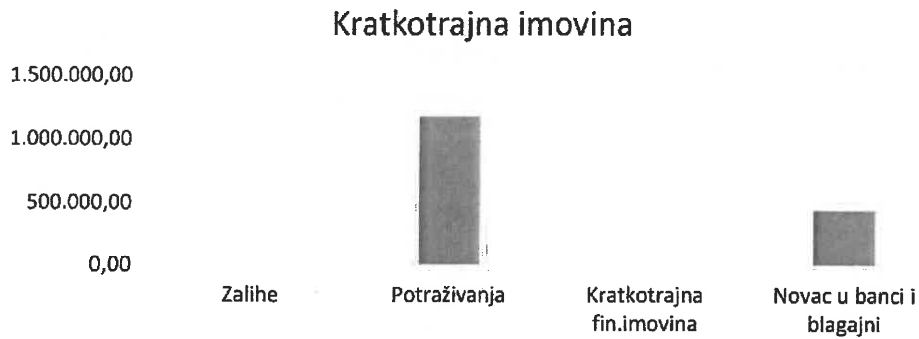 Kratkotrajna imovina
1.500.000,00
1.000.000,00
500.000,00
0,00
Zalihe
Potraživanja
Kratkotrajna
fin.imovina
Novac u banci i
blagajni